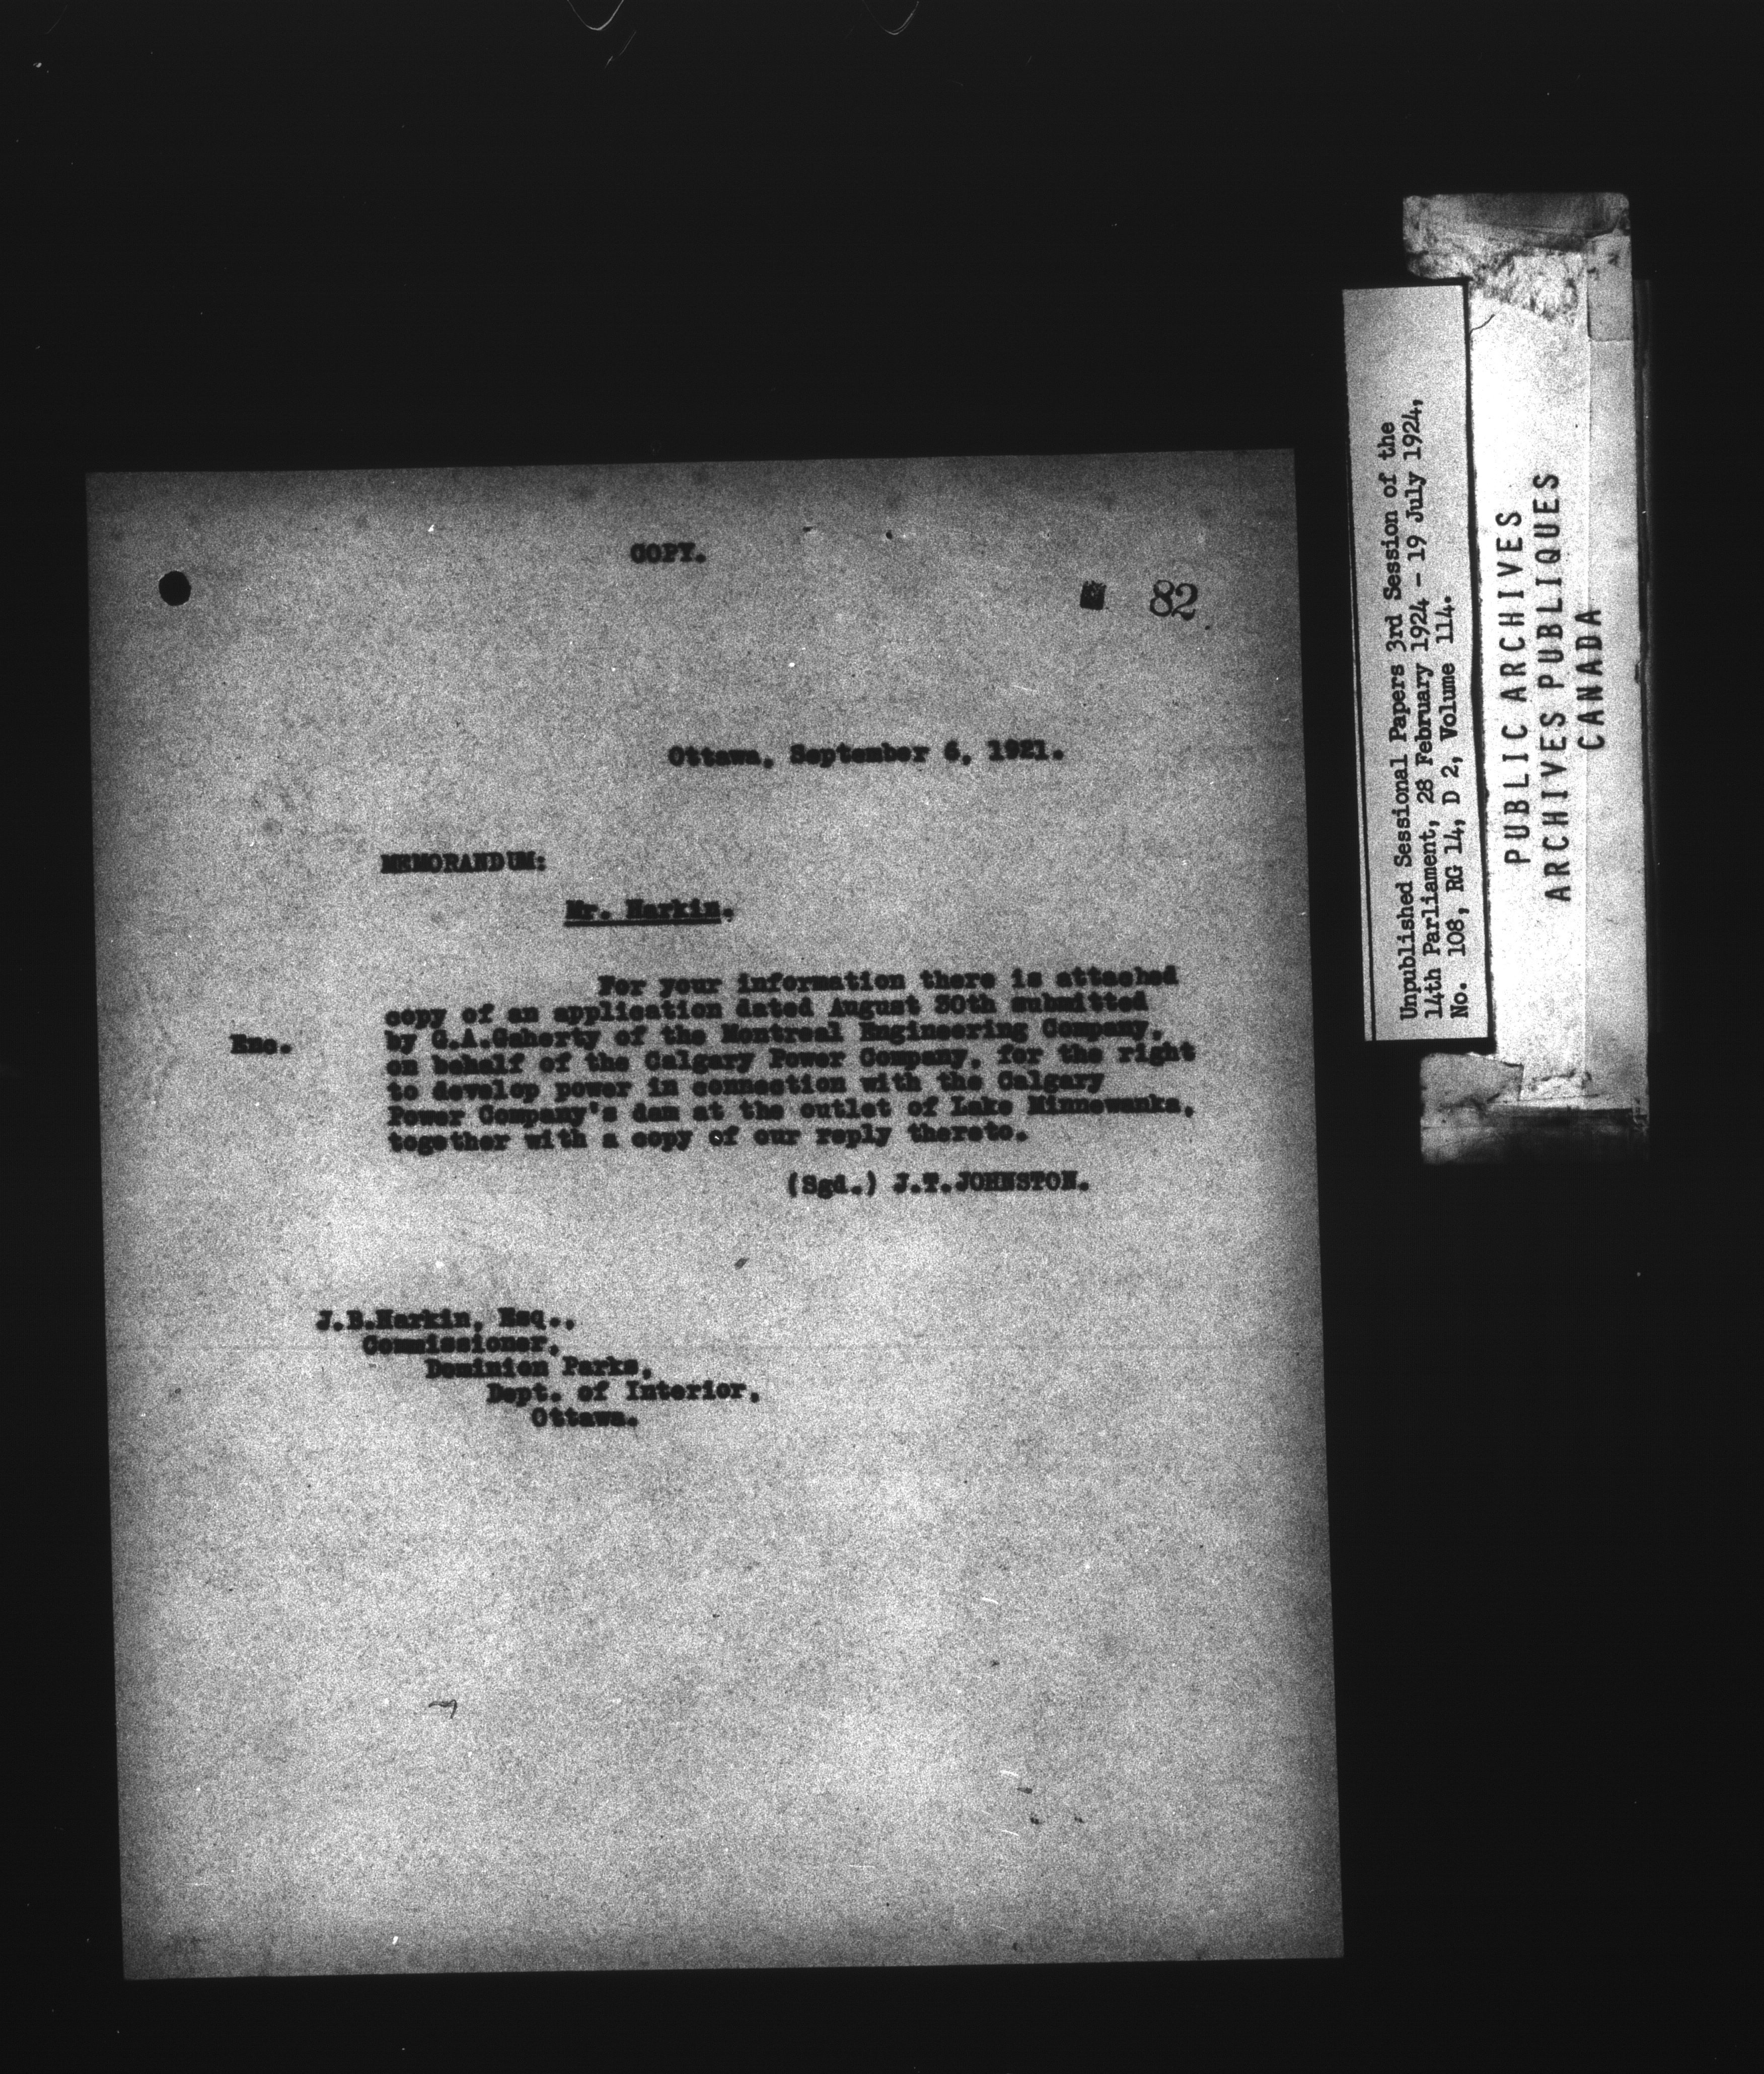 COPY.
82
Ottawa, September 6, 1921.
MEMORANDUM:
Mr. Harkin.
For your information there is attached
copy of an application dated August 30th submitted
by G.A.Gaherty of the Montreal Engineering Company,
Enc.
on behalf of the Calgary Power Company, for the right
to develop power in connection with the Calgary
Power Company's dam at the outlet of Lake Minnewanka,
together with a copy of our reply thereto.
(Sgd.) J.T.JOHNSTON.
J.B.Harkin, Esq.,
Commissioner,
Dominion Parks,
Dept. of Interior,
Ottawa.
Unpublished Sessional Papers 3rd Session of the
14th Parliament, 28 February 1924 - 19 July 1924,
No. 108, RG 14, D 2, Volume 114.
PUBLIC ARCHIVES
ARCHIVES PUBLIQUES
CANADA